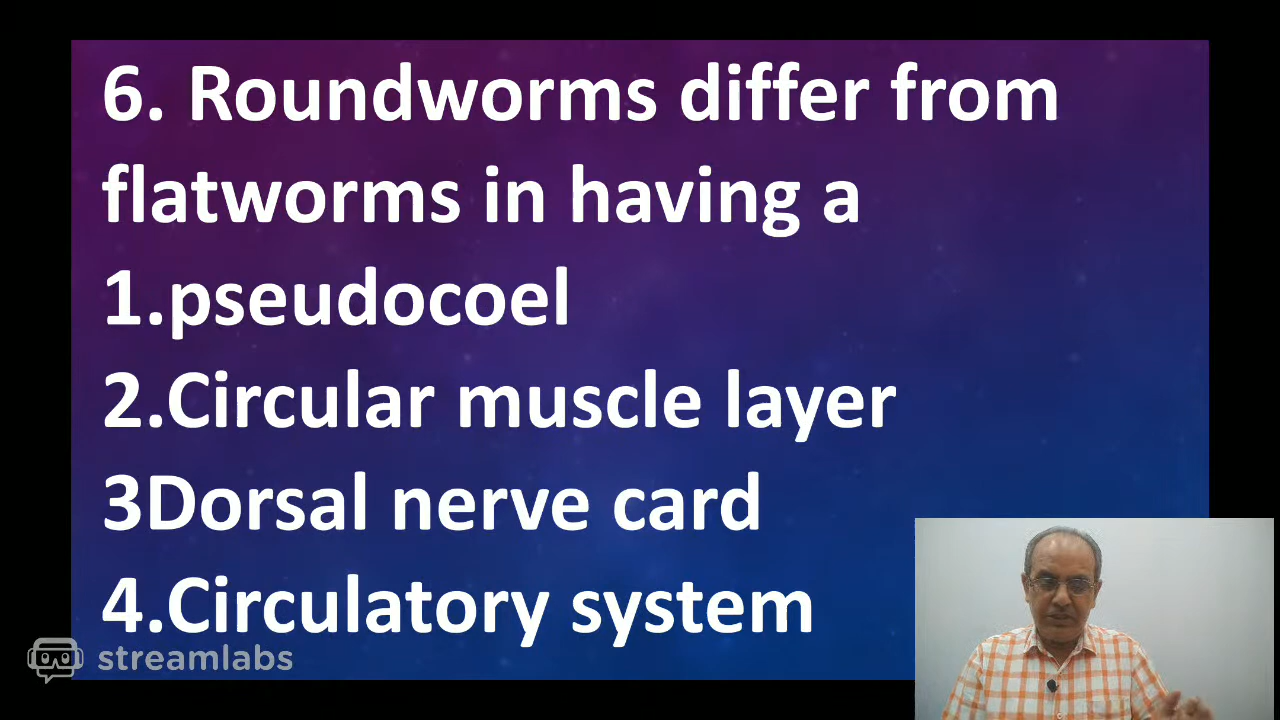 6. Roundworms differ from
flatworms in having a
1.pseudocoel
2.Circular muscle layer
3Dorsal nerve card
4.Circulatory system
streamlabs